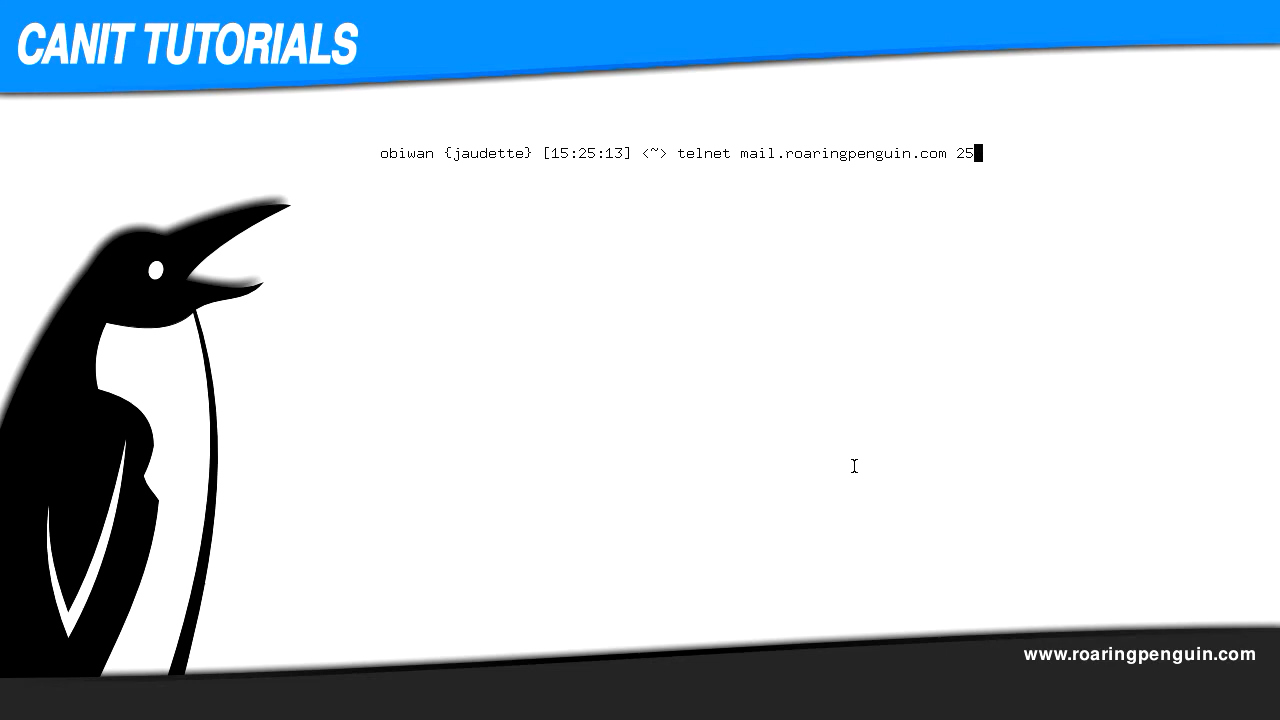 CANIT TUTORIALS
obiwan {jaudette} [15:25:13] <~> telnet mail.roaringpenguin.com 25
www.roaringpenguin.com